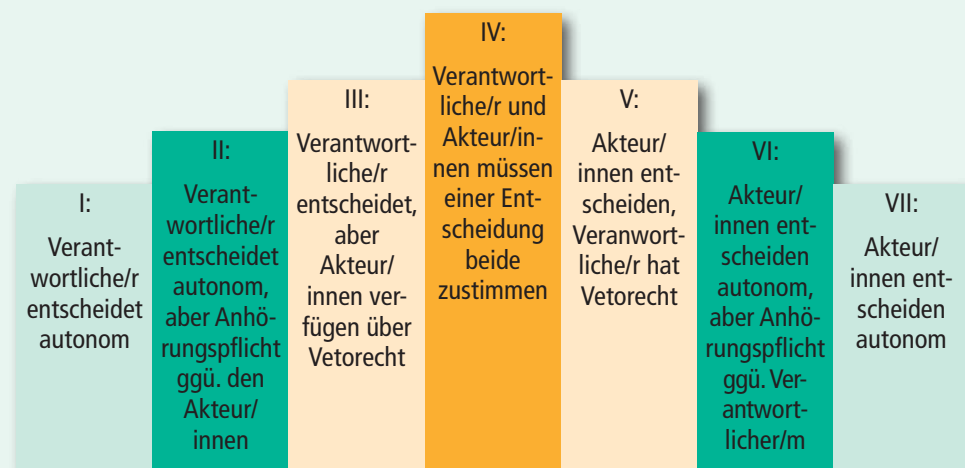 I:
Verant-
wortliche/r
entscheidet
autonom
II:
Verant-
wortliche/r
entscheidet
autonom,
aber Anhö-
rungspflicht
ggü. den
Akteur/
innen
III:
Verantwort-
liche/r
entscheidet,
aber
Akteur/
innen ver-
fügen über
Vetorecht
IV:
Verantwort-
liche/r und
Akteur/in-
nen müssen
einer Ent-
scheidung
beide
zustimmen
V:
Akteur/
innen ent-
scheiden,
Veranwort-
liche/r hat
Vetorecht
VI:
Akteur/
innen ent-
scheiden
autonom,
aber Anhö-
rungspflicht
ggü. Ver-
antwort-
licher/m
VII:
Akteur/
innen ent-
scheiden
autonom